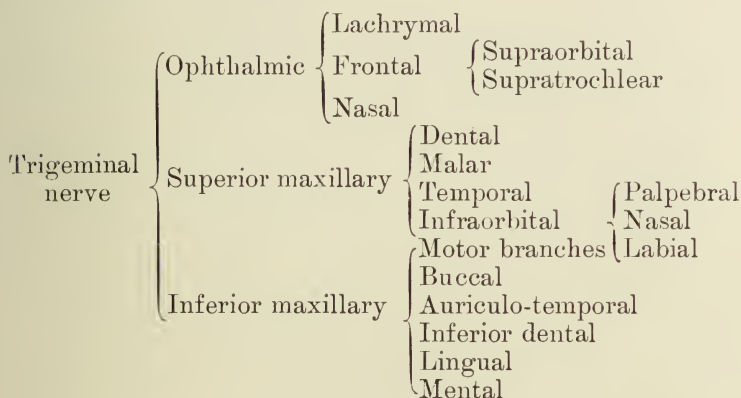 Lachrymal
Ophthalmic Frontal Supraorbital
Supratrochlear
Nasal
Dental
Malar
Trigeminal nerve Superior maxillary Temporal Palpebral
Infraorbital Nasal
Motor branches Labial
Buccal
Inferior maxillary Auriculo-temporal
Inferior dental
Lingual
Mental